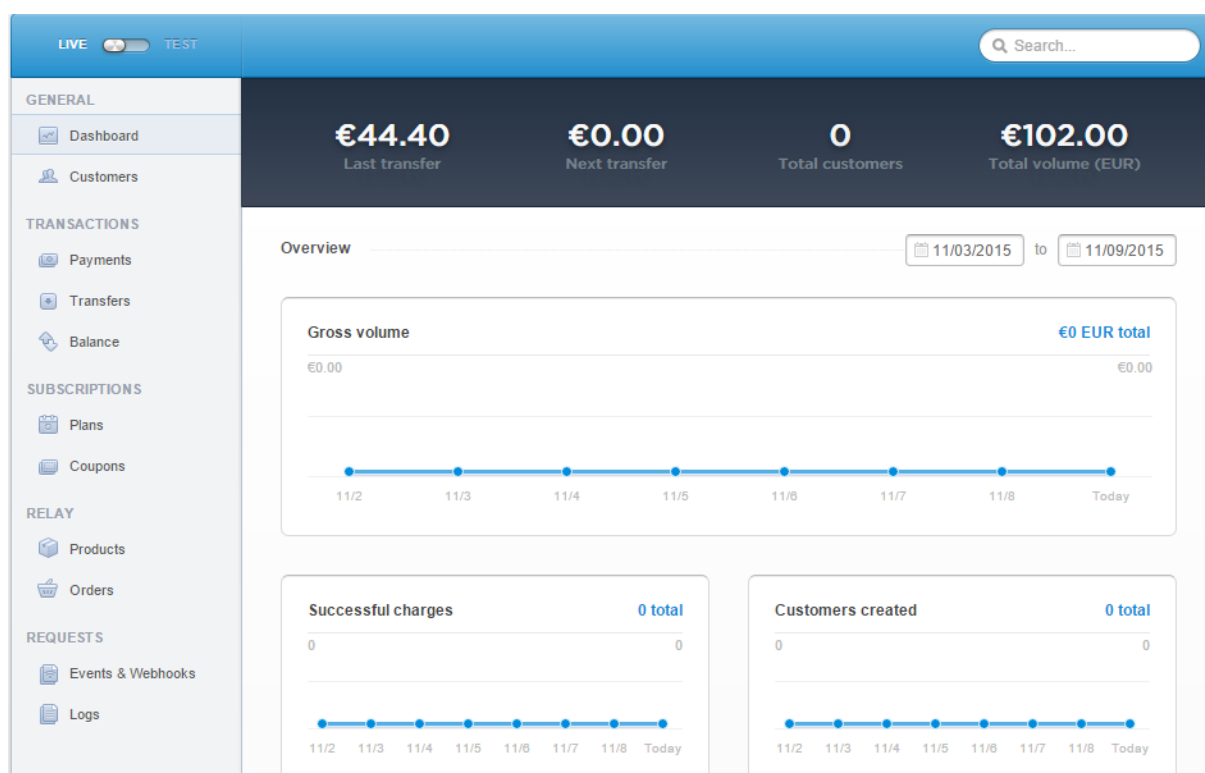 LIVE TEST
Search...
GENERAL
Dashboard
Customers
TRANSACTIONS
Payments
Transfers
Balance
SUBSCRIPTIONS
Plans
Coupons
RELAY
Products
Orders
REQUESTS
Events & Webhooks
Logs
€44.40 €0.00 0 €102.00
Last transfer Next transfer Total customers Total volume (EUR)
Overview 11/03/2015 to 11/09/2015
Gross volume €0 EUR total
€0.00 €0.00
11/2 11/3 11/4 11/5 11/6 11/7 11/8 Today
Successful charges 0 total
0 0
11/2 11/3 11/4 11/5 11/6 11/7 11/8 Today
Customers created 0 total
0 0
11/2 11/3 11/4 11/5 11/6 11/7 11/8 Today